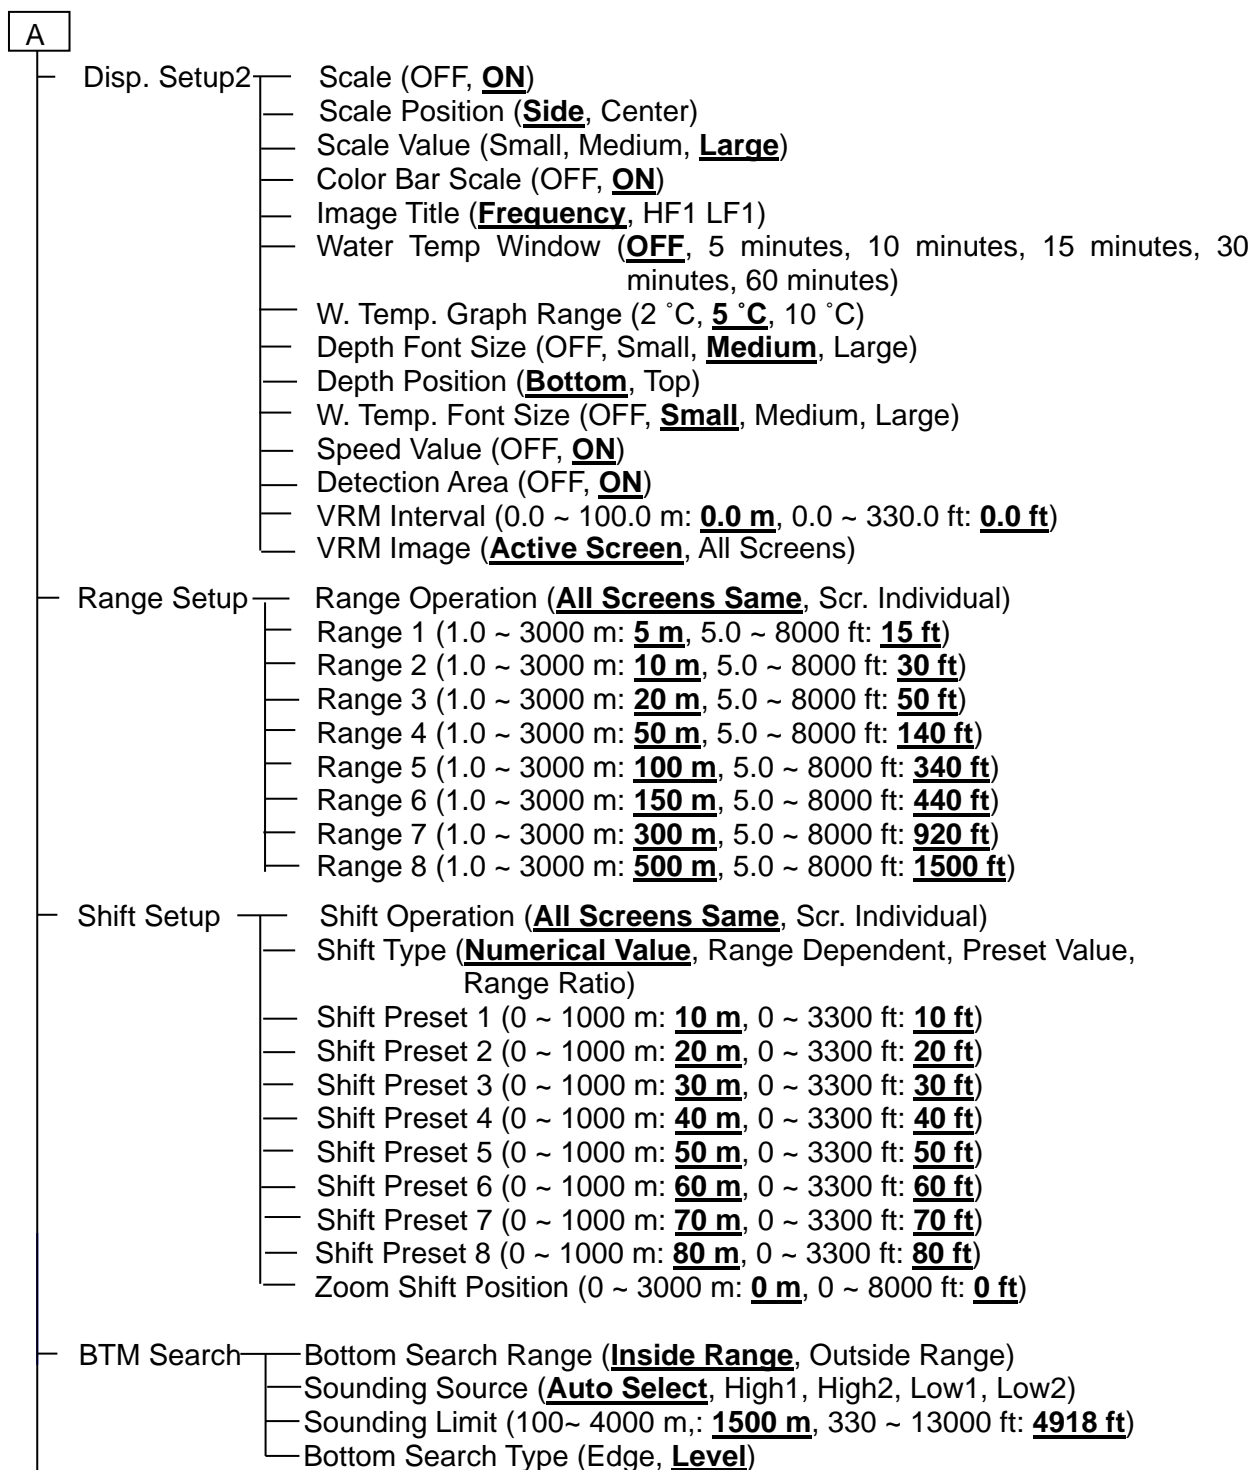 A
Disp. Setup2 Scale (OFF, ON)
Scale Position (Side, Center)
Scale Value (Small, Medium, Large)
Color Bar Scale (OFF, ON)
Image Title (Frequency, HF1 LF1)
Water Temp Window (OFF, 5 minutes, 10 minutes, 15 minutes, 30
minutes, 60 minutes)
W. Temp. Graph Range (2 ˚C, 5 ˚C, 10 ˚C)
Depth Font Size (OFF, Small, Medium, Large)
Depth Position (Bottom, Top)
W. Temp. Font Size (OFF, Small, Medium, Large)
Speed Value (OFF, ON)
Detection Area (OFF, ON)
VRM Interval (0.0 ~ 100.0 m: 0.0 m, 0.0 ~ 330.0 ft: 0.0 ft)
VRM Image (Active Screen, All Screens)
Range Setup Range Operation (All Screens Same, Scr. Individual)
Range 1 (1.0 ~ 3000 m: 5 m, 5.0 ~ 8000 ft: 15 ft)
Range 2 (1.0 ~ 3000 m: 10 m, 5.0 ~ 8000 ft: 30 ft)
Range 3 (1.0 ~ 3000 m: 20 m, 5.0 ~ 8000 ft: 50 ft)
Range 4 (1.0 ~ 3000 m: 50 m, 5.0 ~ 8000 ft: 140 ft)
Range 5 (1.0 ~ 3000 m: 100 m, 5.0 ~ 8000 ft: 340 ft)
Range 6 (1.0 ~ 3000 m: 150 m, 5.0 ~ 8000 ft: 440 ft)
Range 7 (1.0 ~ 3000 m: 300 m, 5.0 ~ 8000 ft: 920 ft)
Range 8 (1.0 ~ 3000 m: 500 m, 5.0 ~ 8000 ft: 1500 ft)
Shift Setup Shift Operation (All Screens Same, Scr. Individual)
Shift Type (Numerical Value, Range Dependent, Preset Value,
Range Ratio)
Shift Preset 1 (0 ~ 1000 m: 10 m, 0 ~ 3300 ft: 10 ft)
Shift Preset 2 (0 ~ 1000 m: 20 m, 0 ~ 3300 ft: 20 ft)
Shift Preset 3 (0 ~ 1000 m: 30 m, 0 ~ 3300 ft: 30 ft)
Shift Preset 4 (0 ~ 1000 m: 40 m, 0 ~ 3300 ft: 40 ft)
Shift Preset 5 (0 ~ 1000 m: 50 m, 0 ~ 3300 ft: 50 ft)
Shift Preset 6 (0 ~ 1000 m: 60 m, 0 ~ 3300 ft: 60 ft)
Shift Preset 7 (0 ~ 1000 m: 70 m, 0 ~ 3300 ft: 70 ft)
Shift Preset 8 (0 ~ 1000 m: 80 m, 0 ~ 3300 ft: 80 ft)
Zoom Shift Position (0 ~ 3000 m: 0 m, 0 ~ 8000 ft: 0 ft)
BTM Search Bottom Search Range (Inside Range, Outside Range)
Sounding Source (Auto Select, High1, High2, Low1, Low2)
Sounding Limit (100~ 4000 m,: 1500 m, 330 ~ 13000 ft: 4918 ft)
Bottom Search Type (Edge, Level)